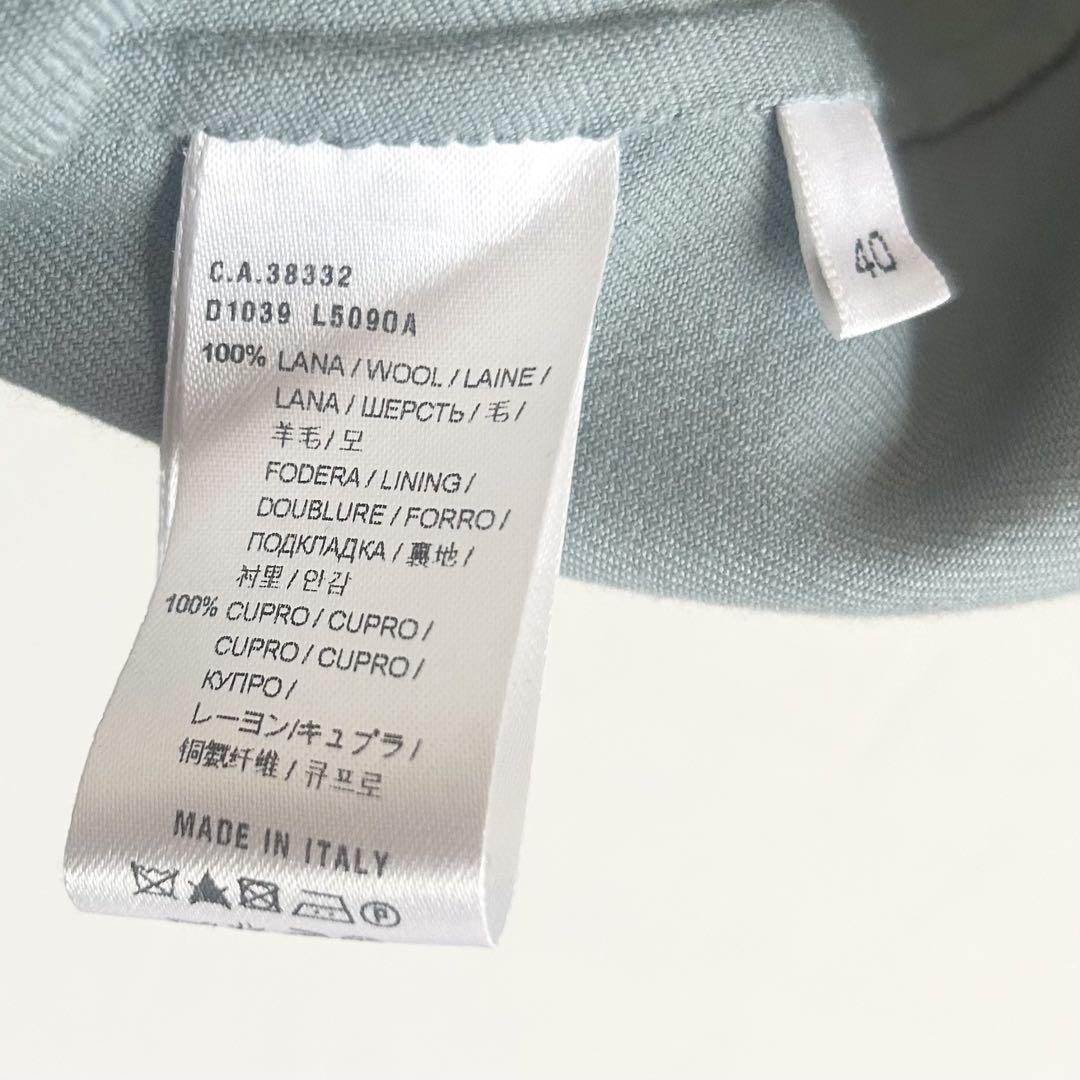 C.A.38332
D1039 L5090A
100% LANA / WOOL / LAINE /
LANA / ШЕРСТЬ / 毛 /
羊毛 / 모
FODERA / LINING /
DOUBLURE / FORRO /
ПОДКЛАДКА / 裏地 /
衬里 / 안감
100% CUPRO / CUPRO /
CUPRO / CUPRO /
КУПРО /
レーヨン/キュプラ /
铜氨纤维 / 큐프로
MADE IN ITALY
P
40